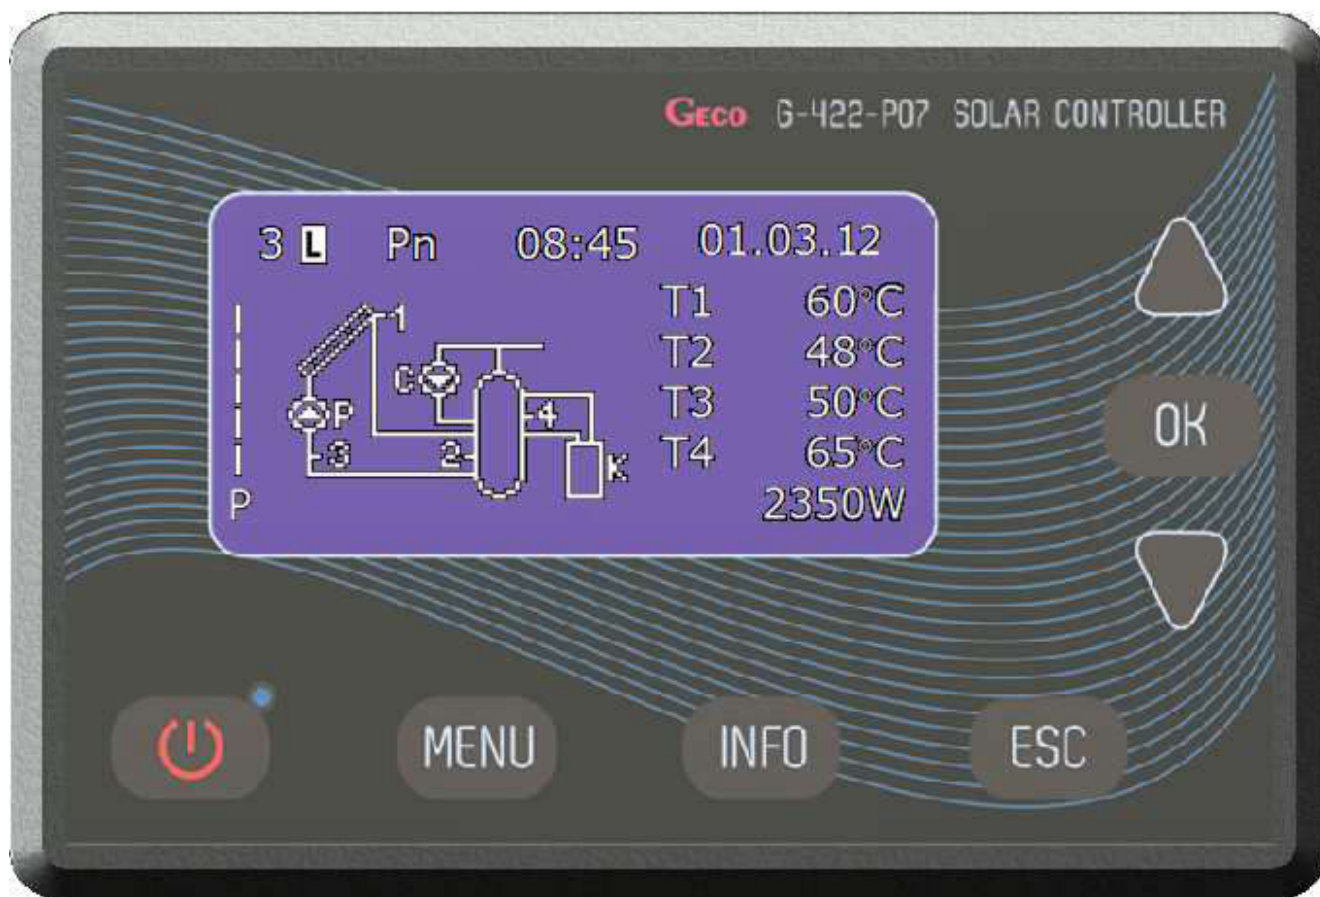 GECO G-422-P07 SOLAR CONTROLLER
3 L Pn 08:45 01.03.12
T1 60°C
1
T2 48°C
C
T3 50°C
P 4
T4 65°C
3 2 K
P 2350W
OK
MENU INFO ESC